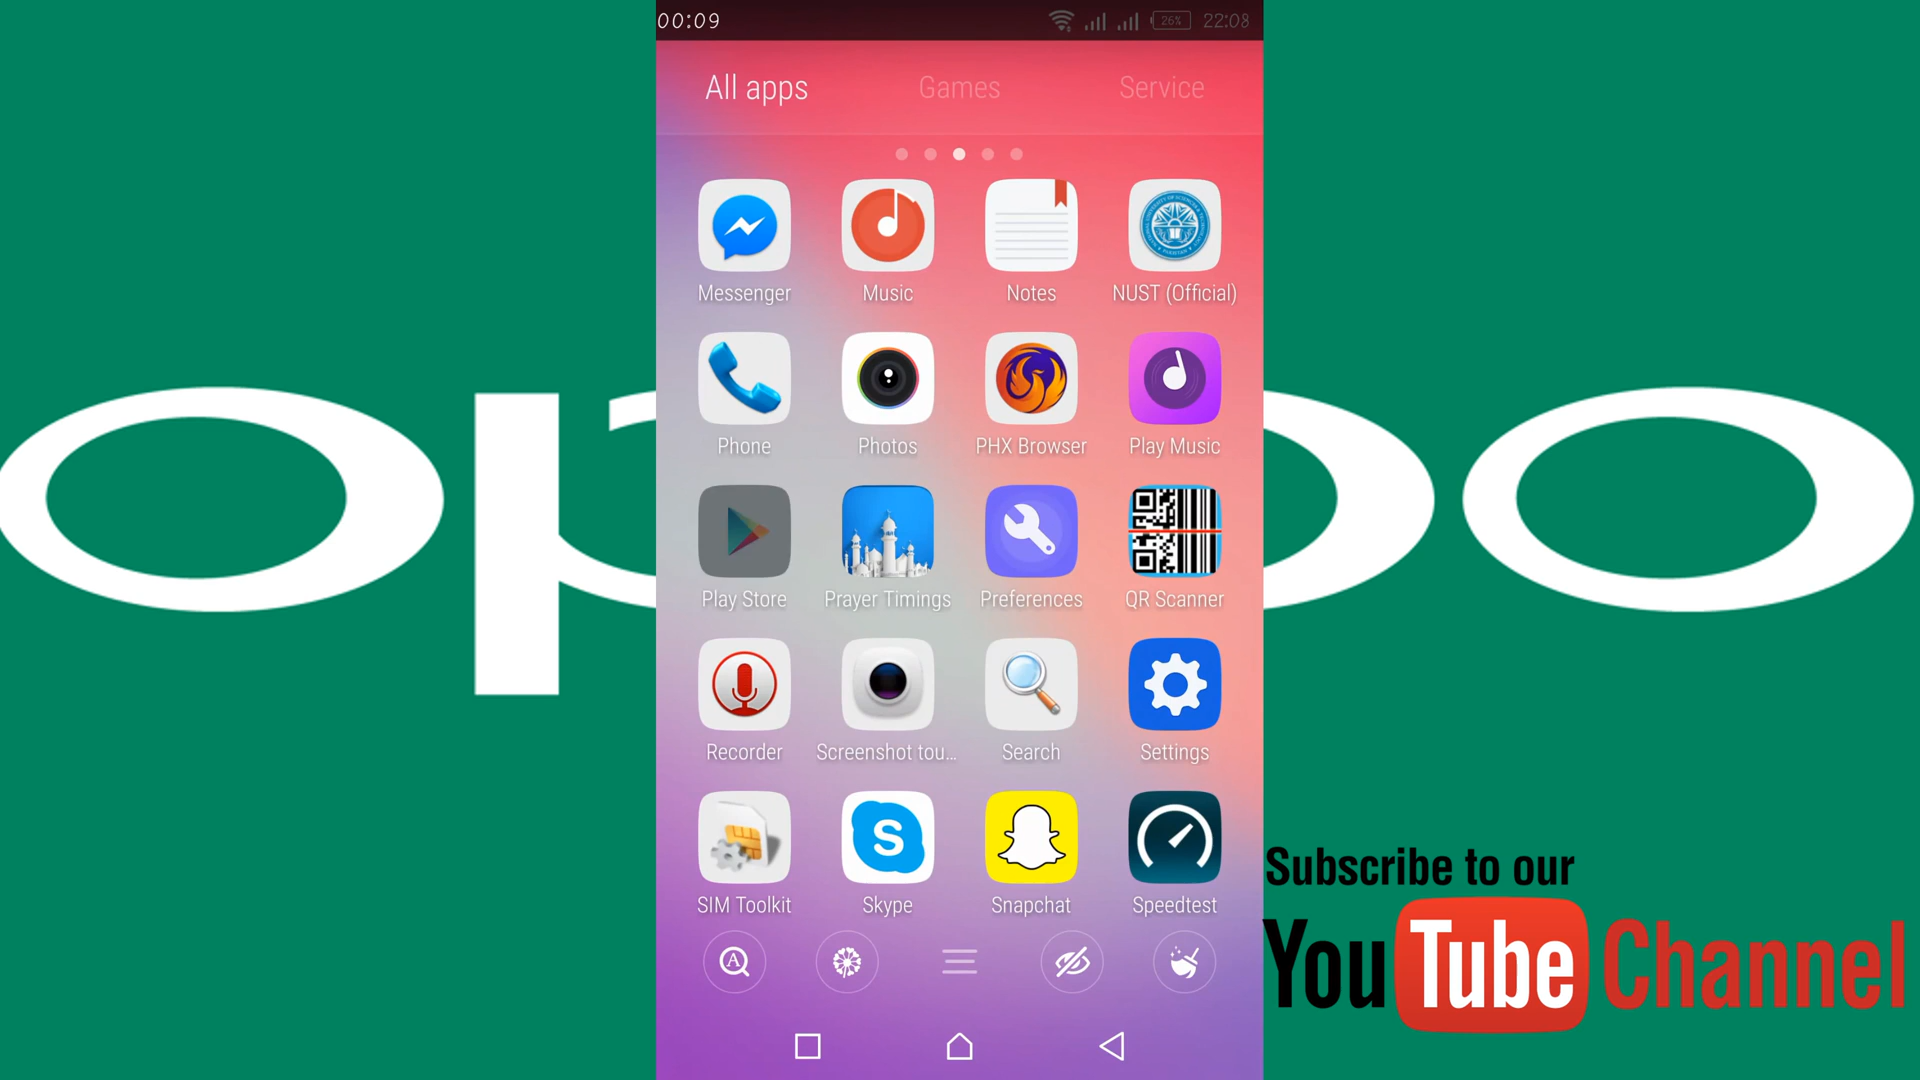 00:09 26% 22:08
All apps Games Service
Messenger Music Notes NUST (Official)
Phone Photos PHX Browser Play Music
Play Store Prayer Timings Preferences QR Scanner
Recorder Screenshot tou... Search Settings
S
SIM Toolkit Skype Snapchat Speedtest
A
oppo
Subscribe to our
YouTube Channel